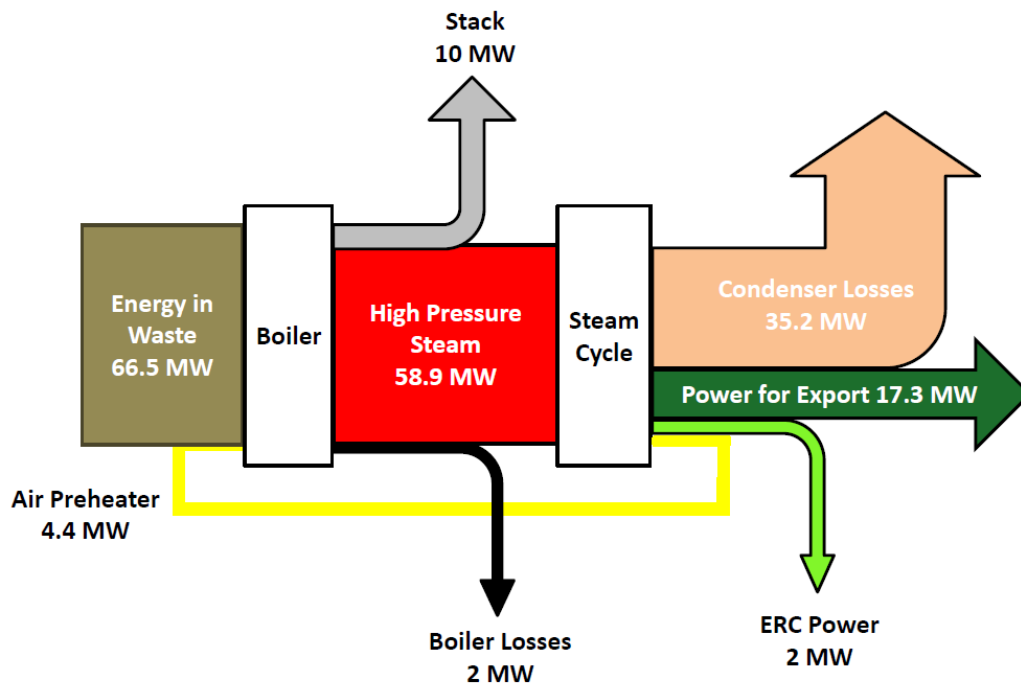 Stack
10 MW
Energy in
Waste
66.5 MW
Boiler
High Pressure
Steam
58.9 MW
Steam
Cycle
Condenser Losses
35.2 MW
Power for Export 17.3 MW
Air Preheater
4.4 MW
Boiler Losses
2 MW
ERC Power
2 MW